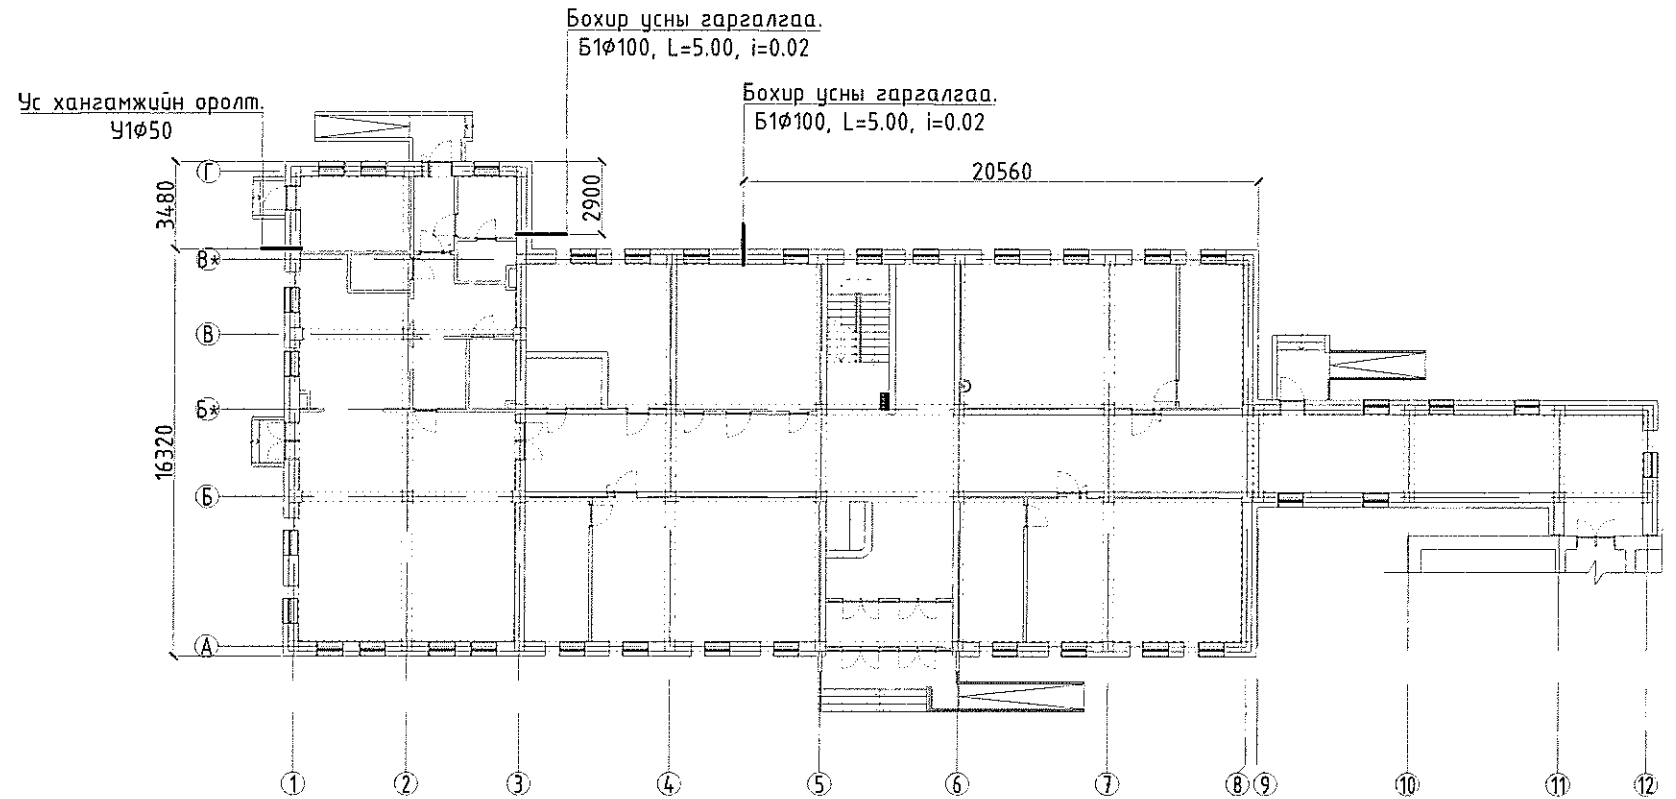 Бохир усны гаргалгаа.
Б1ф100, L=5.00, i=0.02
Ус хангамжийн оролт.
У1ф50
Бохир усны гаргалгаа.
Б1ф100, L=5.00, i=0.02
20560
3480
2900
16320
Г
В*
В
Б*
Б
А
1 2 3 4 5 6 7 8 9 10 11 12